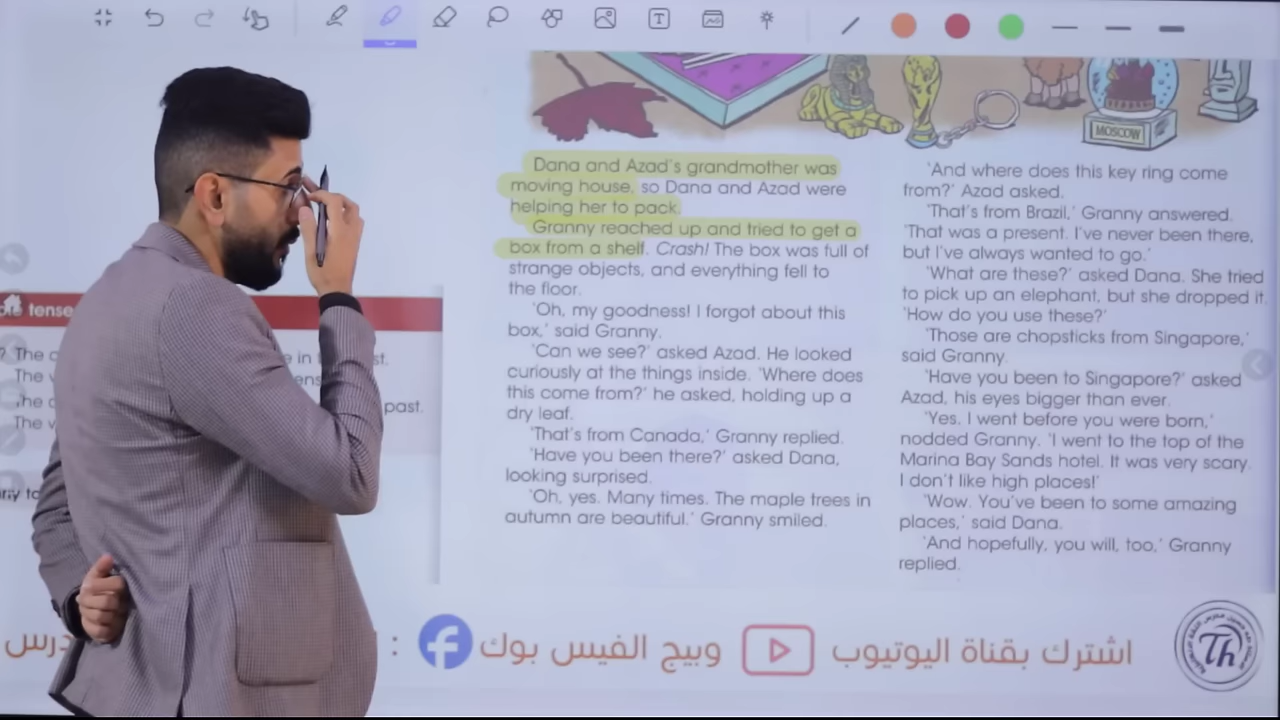 MOSCOW
Dana and Azad's grandmother was
moving house, so Dana and Azad were
helping her to pack.
Granny reached up and tried to get a
box from a shelf. Crash! The box was full of
strange objects, and everything fell to
the floor.
'Oh, my goodness! I forgot about this
box,' said Granny.
'Can we see?' asked Azad. He looked
curiously at the things inside. 'Where does
this come from?' he asked, holding up a
dry leaf.
'That's from Canada,' Granny replied.
'Have you been there?' asked Dana,
looking surprised.
'Oh, yes. Many times. The maple trees in
autumn are beautiful.' Granny smiled.
'And where does this key ring come
from?' Azad asked.
'That's from Brazil,' Granny answered.
'That was a present. I've never been there,
but I've always wanted to go.'
'What are these?' asked Dana. She tried
to pick up an elephant, but she dropped it.
'How do you use these?'
'Those are chopsticks from Singapore,'
said Granny.
'Have you been to Singapore?' asked
Azad, his eyes bigger than ever.
'Yes. I went before you were born,'
nodded Granny. 'I went to the top of the
Marina Bay Sands hotel. It was very scary.
I don't like high places!'
'Wow. You've been to some amazing
places,' said Dana.
'And hopefully, you will, too,' Granny
replied.
tense
? The
The
The
The
past.
اشترك بقناة اليوتيوب وبيج الفيس بوك :
Th